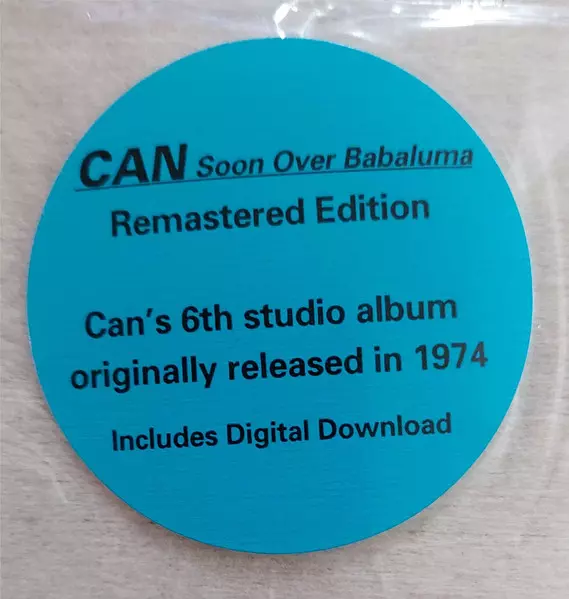 CAN Soon Over Babaluma
Remastered Edition
Can's 6th studio album
originally released in 1974
Includes Digital Download